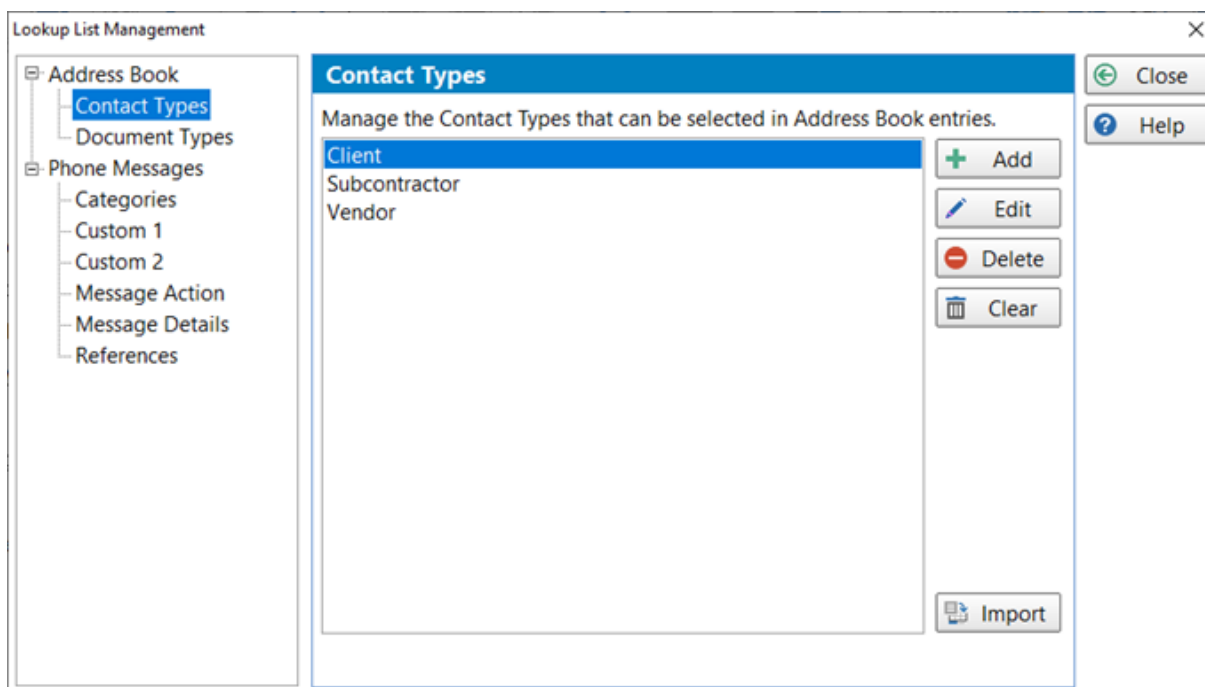 Lookup List Management
Address Book
Contact Types
Document Types
Phone Messages
Categories
Custom 1
Custom 2
Message Action
Message Details
References
Contact Types
Manage the Contact Types that can be selected in Address Book entries.
Client
Subcontractor
Vendor
Add
Edit
Delete
Clear
Import
Close
Help